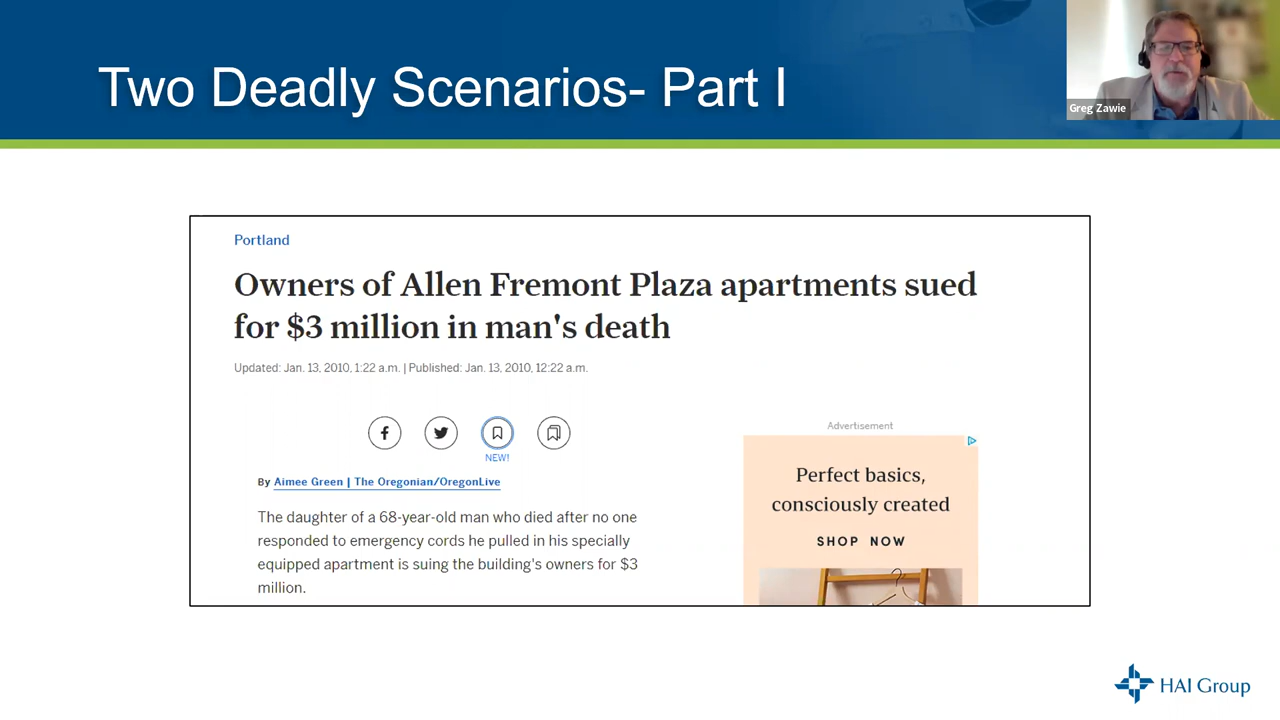 Two Deadly Scenarios- Part I
Greg Zawie
Portland
Owners of Allen Fremont Plaza apartments sued
for $3 million in man's death
Updated: Jan. 13, 2010, 1:22 a.m. | Published: Jan. 13, 2010, 12:22 a.m.
NEW!
By Aimee Green | The Oregonian/OregonLive
The daughter of a 68-year-old man who died after no one
responded to emergency cords he pulled in his specially
equipped apartment is suing the building's owners for $3
million.
Advertisement
Perfect basics,
consciously created
SHOP NOW
HAI Group